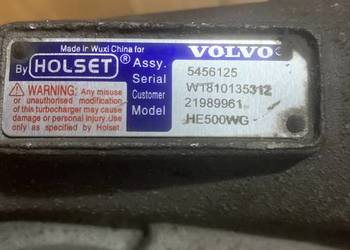 Made in Wuxi China for VOLVO
By HOLSET Assy. 5456125
Serial W1810135312
Customer 21989961
Model HE500WG
WARNING: Any misuse
or unauthorised modification
of this turbocharger may cause
damage or personal injury. Use
only as specified by Holset.